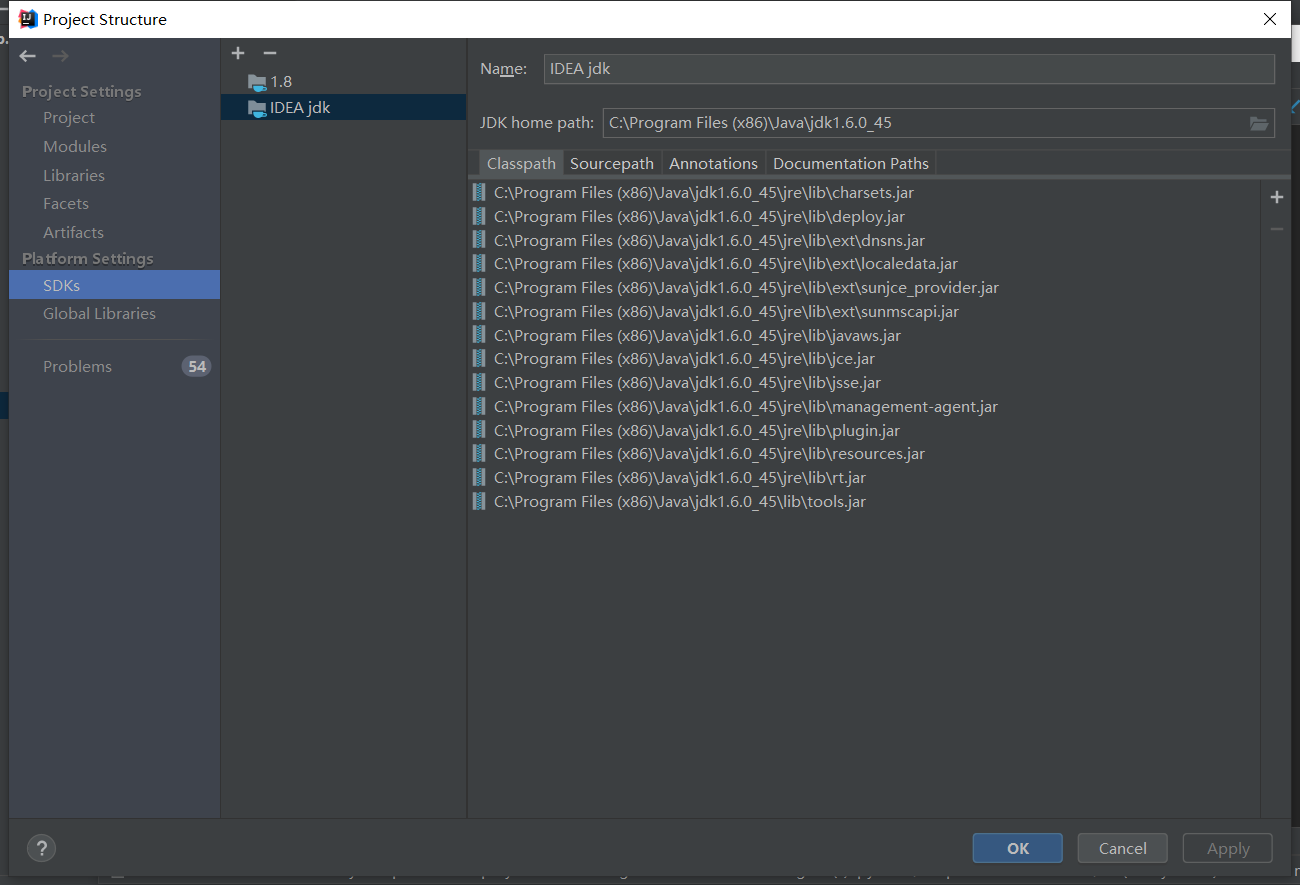 Project Structure
Project Settings
Project
Modules
Libraries
Facets
Artifacts
Platform Settings
SDKs
Global Libraries
Problems 54
1.8
IDEA jdk
Name: IDEA jdk
JDK home path: C:\Program Files (x86)\Java\jdk1.6.0_45
Classpath Sourcepath Annotations Documentation Paths
C:\Program Files (x86)\Java\jdk1.6.0_45\jre\lib\charsets.jar
C:\Program Files (x86)\Java\jdk1.6.0_45\jre\lib\deploy.jar
C:\Program Files (x86)\Java\jdk1.6.0_45\jre\lib\ext\dnsns.jar
C:\Program Files (x86)\Java\jdk1.6.0_45\jre\lib\ext\localedata.jar
C:\Program Files (x86)\Java\jdk1.6.0_45\jre\lib\ext\sunjce_provider.jar
C:\Program Files (x86)\Java\jdk1.6.0_45\jre\lib\ext\sunmscapi.jar
C:\Program Files (x86)\Java\jdk1.6.0_45\jre\lib\javaws.jar
C:\Program Files (x86)\Java\jdk1.6.0_45\jre\lib\jce.jar
C:\Program Files (x86)\Java\jdk1.6.0_45\jre\lib\jsse.jar
C:\Program Files (x86)\Java\jdk1.6.0_45\jre\lib\management-agent.jar
C:\Program Files (x86)\Java\jdk1.6.0_45\jre\lib\plugin.jar
C:\Program Files (x86)\Java\jdk1.6.0_45\jre\lib\resources.jar
C:\Program Files (x86)\Java\jdk1.6.0_45\jre\lib\rt.jar
C:\Program Files (x86)\Java\jdk1.6.0_45\lib\tools.jar
? OK Cancel Apply